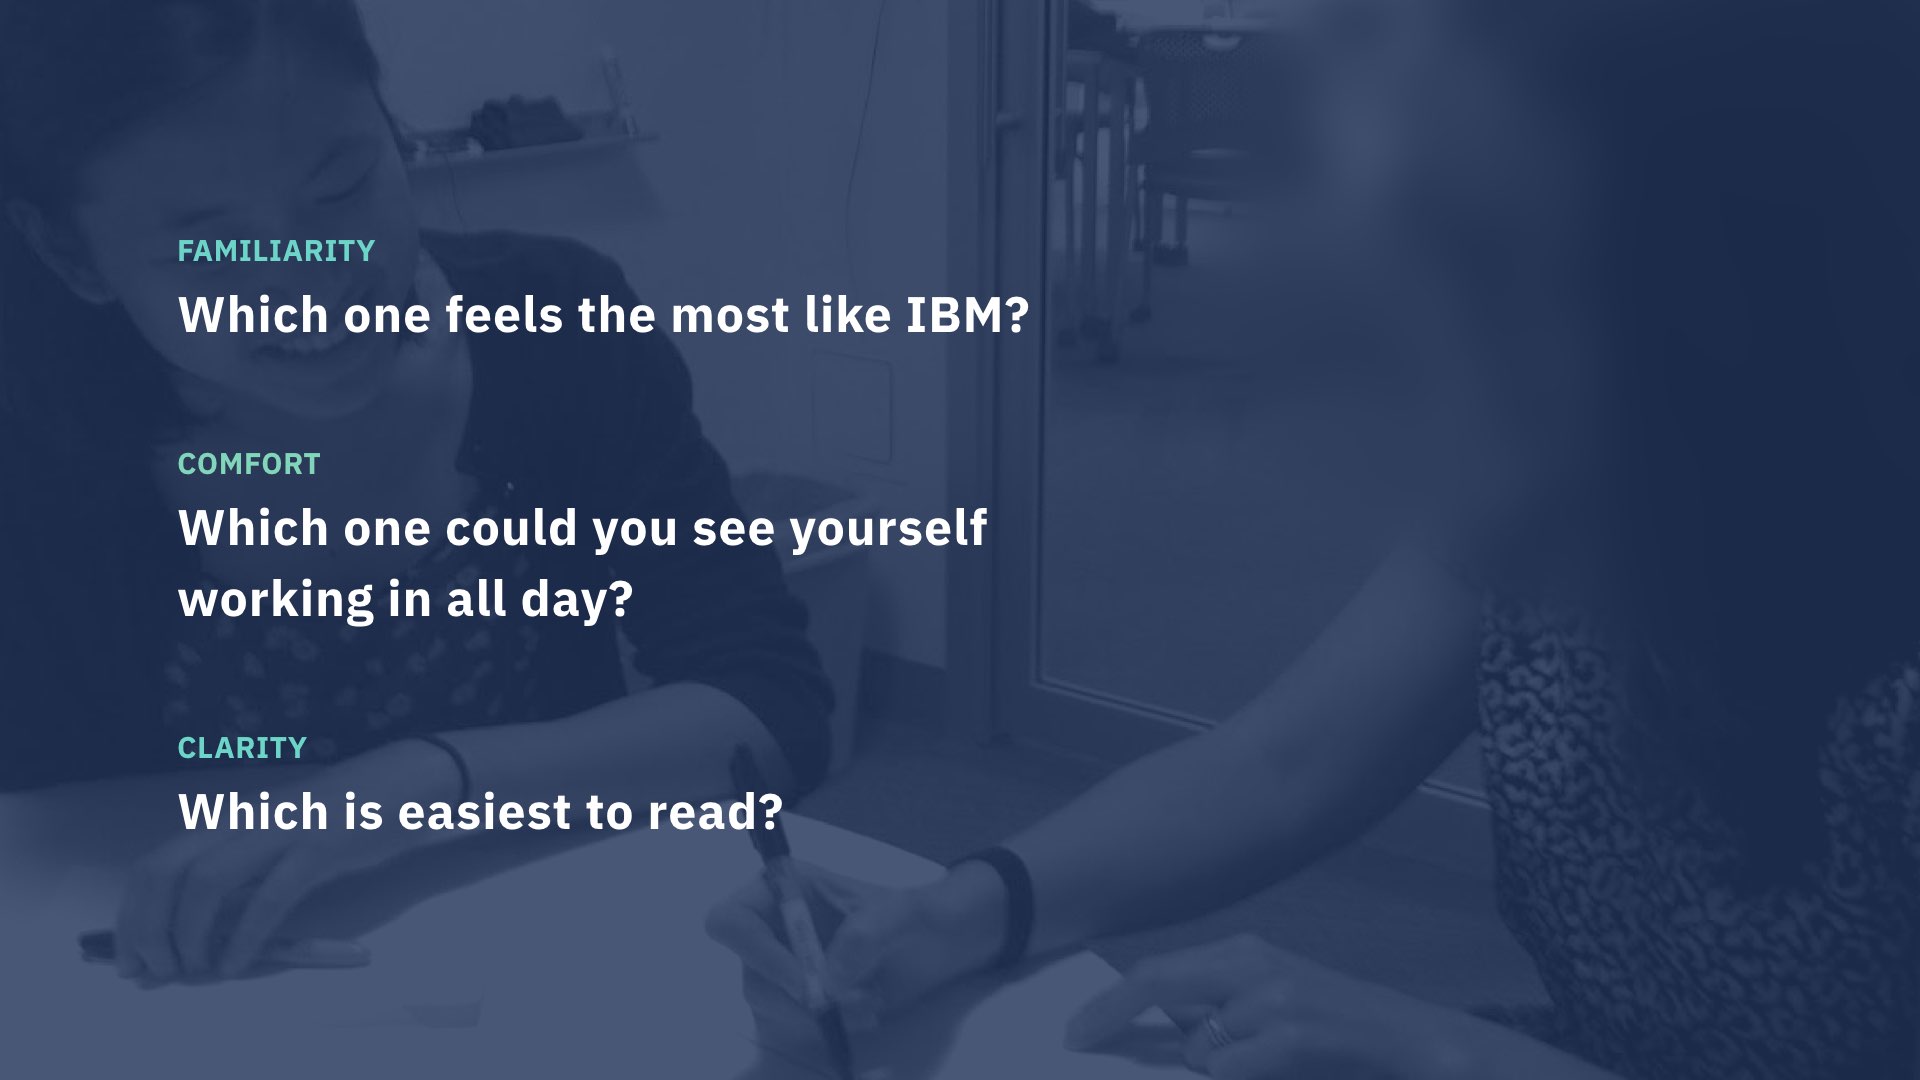 FAMILIARITY
Which one feels the most like IBM?
COMFORT
Which one could you see yourself
working in all day?
CLARITY
Which is easiest to read?